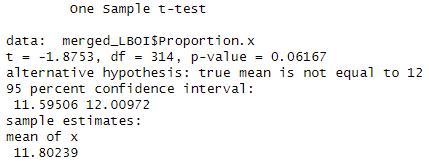 One Sample t-test
data: merged_LBOI$Proportion.x
t = -1.8753, df = 314, p-value = 0.06167
alternative hypothesis: true mean is not equal to 12
95 percent confidence interval:
11.59506 12.00972
sample estimates:
mean of x
11.80239